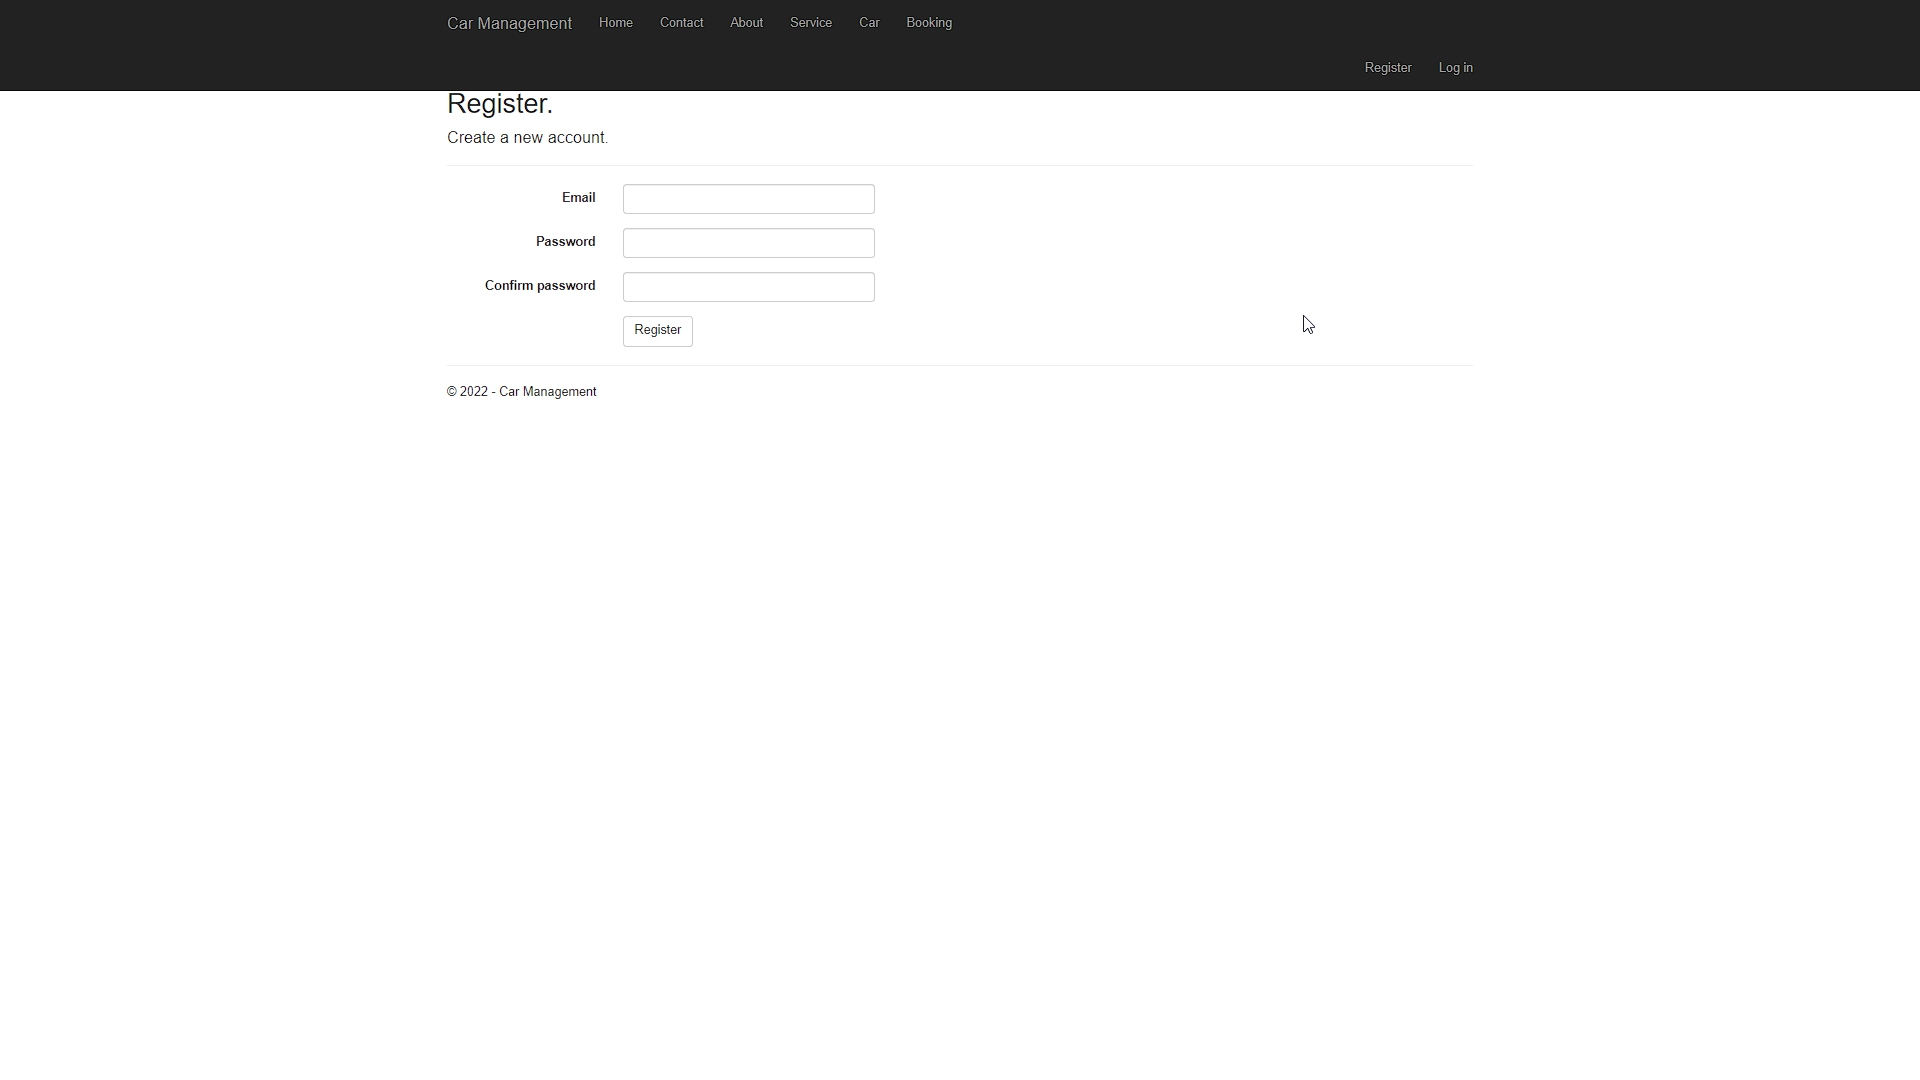 Car Management Home Contact About Service Car Booking
Register Log in
Register.
Create a new account.
Email
Password
Confirm password
Register
© 2022 - Car Management